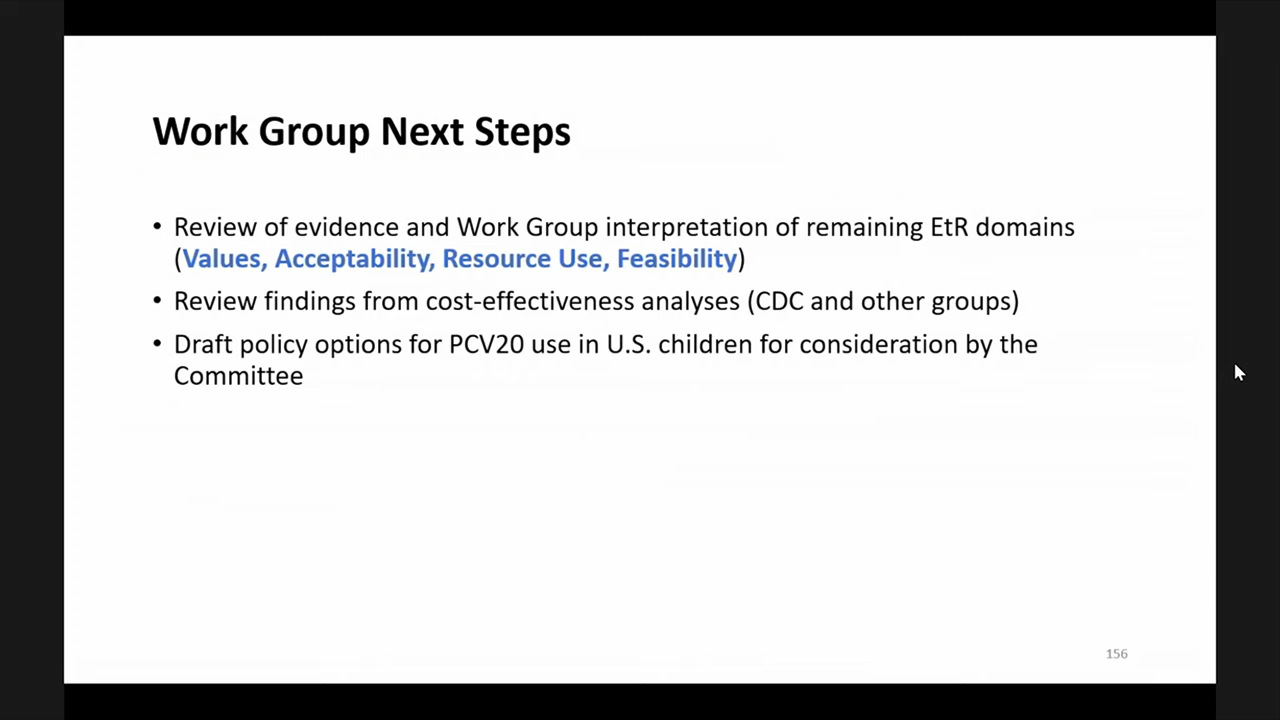 Work Group Next Steps
• Review of evidence and Work Group interpretation of remaining EtR domains
(Values, Acceptability, Resource Use, Feasibility)
• Review findings from cost-effectiveness analyses (CDC and other groups)
• Draft policy options for PCV20 use in U.S. children for consideration by the
Committee
156